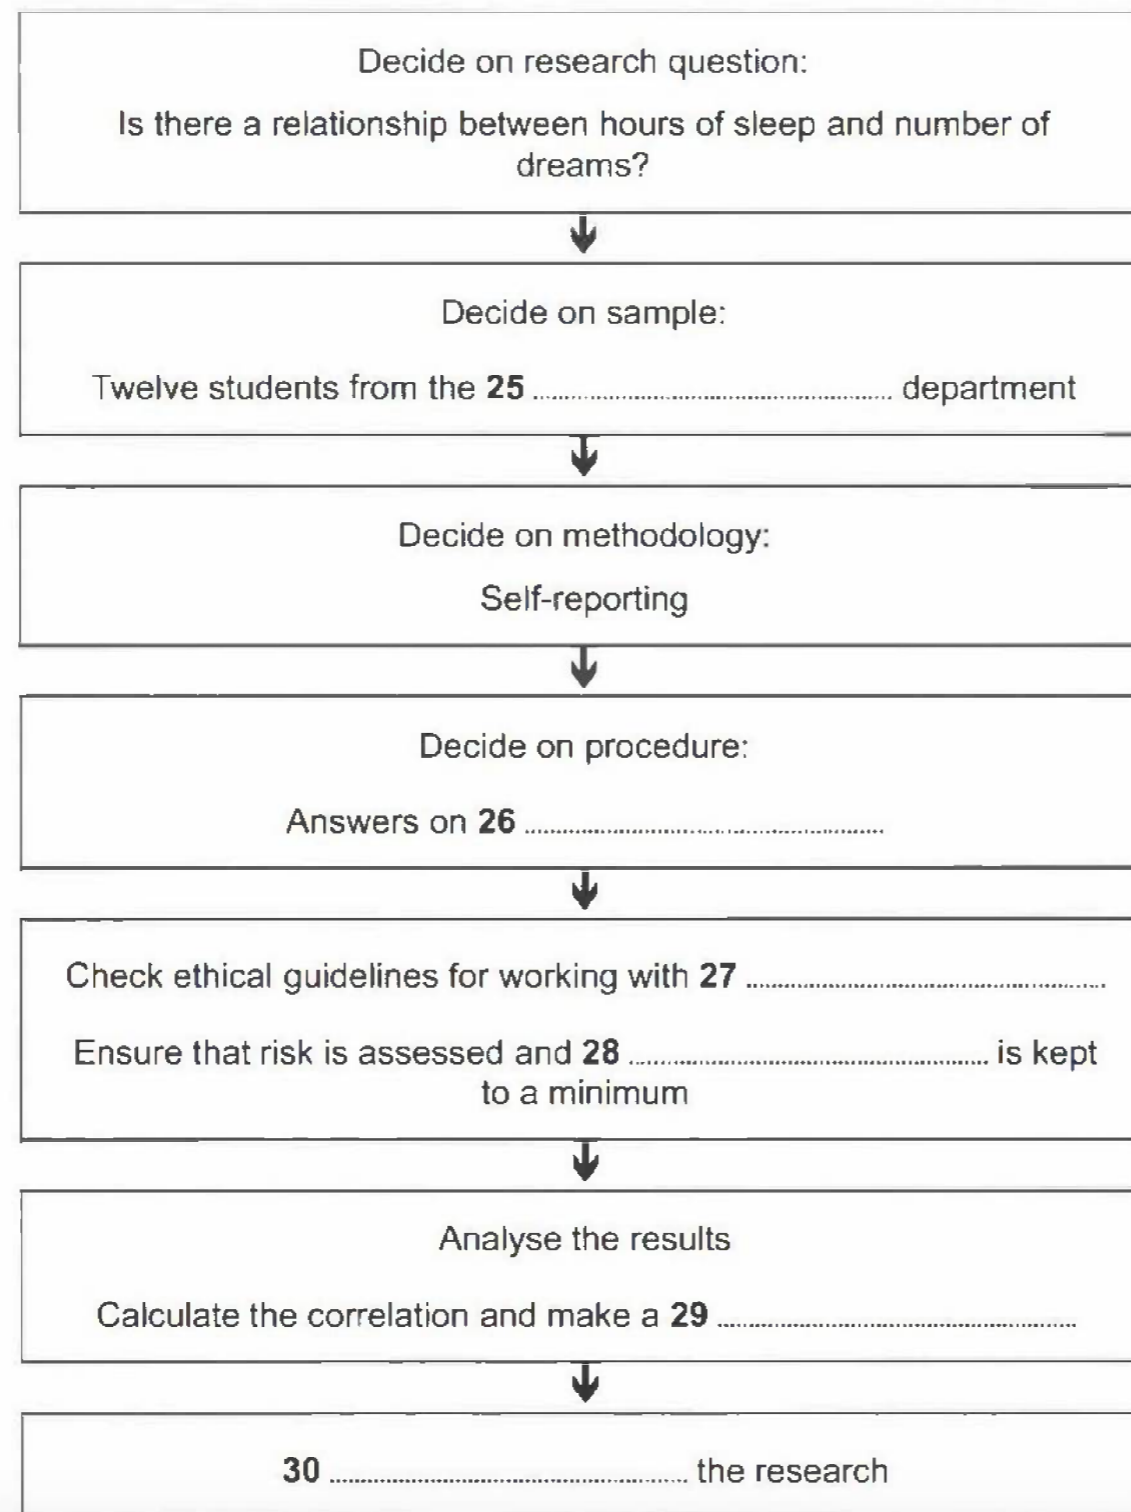 Decide on research question:
Is there a relationship between hours of sleep and number of
dreams?
Decide on sample:
Twelve students from the 25 .................................................. department
Decide on methodology:
Self-reporting
Decide on procedure:
Answers on 26 ..................................................
Check ethical guidelines for working with 27 ..................................................
Ensure that risk is assessed and 28 .................................................. is kept
to a minimum
Analyse the results
Calculate the correlation and make a 29 ..................................................
30 .................................................. the research